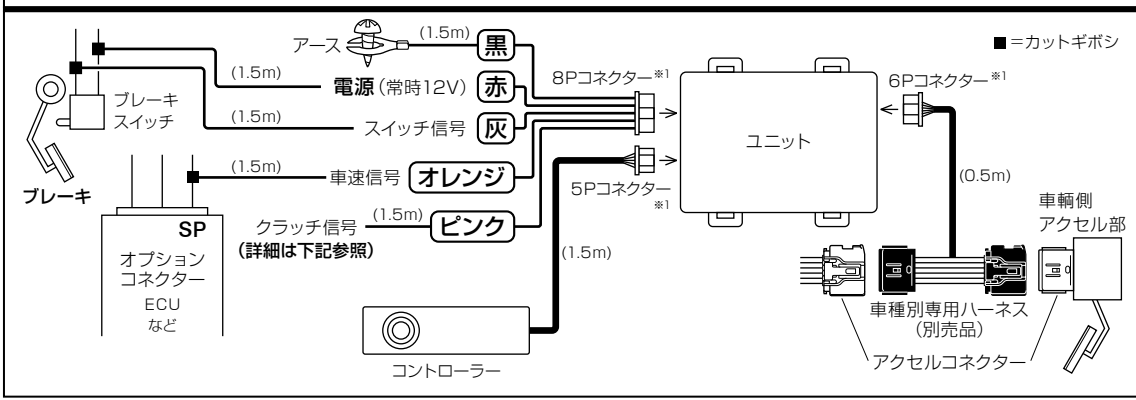 アース
(1.5m)
黒
■=カットギボシ
(1.5m)
電源(常時12V)
赤
8Pコネクター※1
6Pコネクター※1
ブレーキ
スイッチ
(1.5m)
スイッチ信号
灰
ユニット
(1.5m)
車速信号
オレンジ
5Pコネクター
※1
(0.5m)
ブレーキ
SP
クラッチ信号
(1.5m)
ピンク
(詳細は下記参照)
車輌側
アクセル部
オプション
コネクター
ECU
など
(1.5m)
車種別専用ハーネス
(別売品)
アクセルコネクター
コントローラー